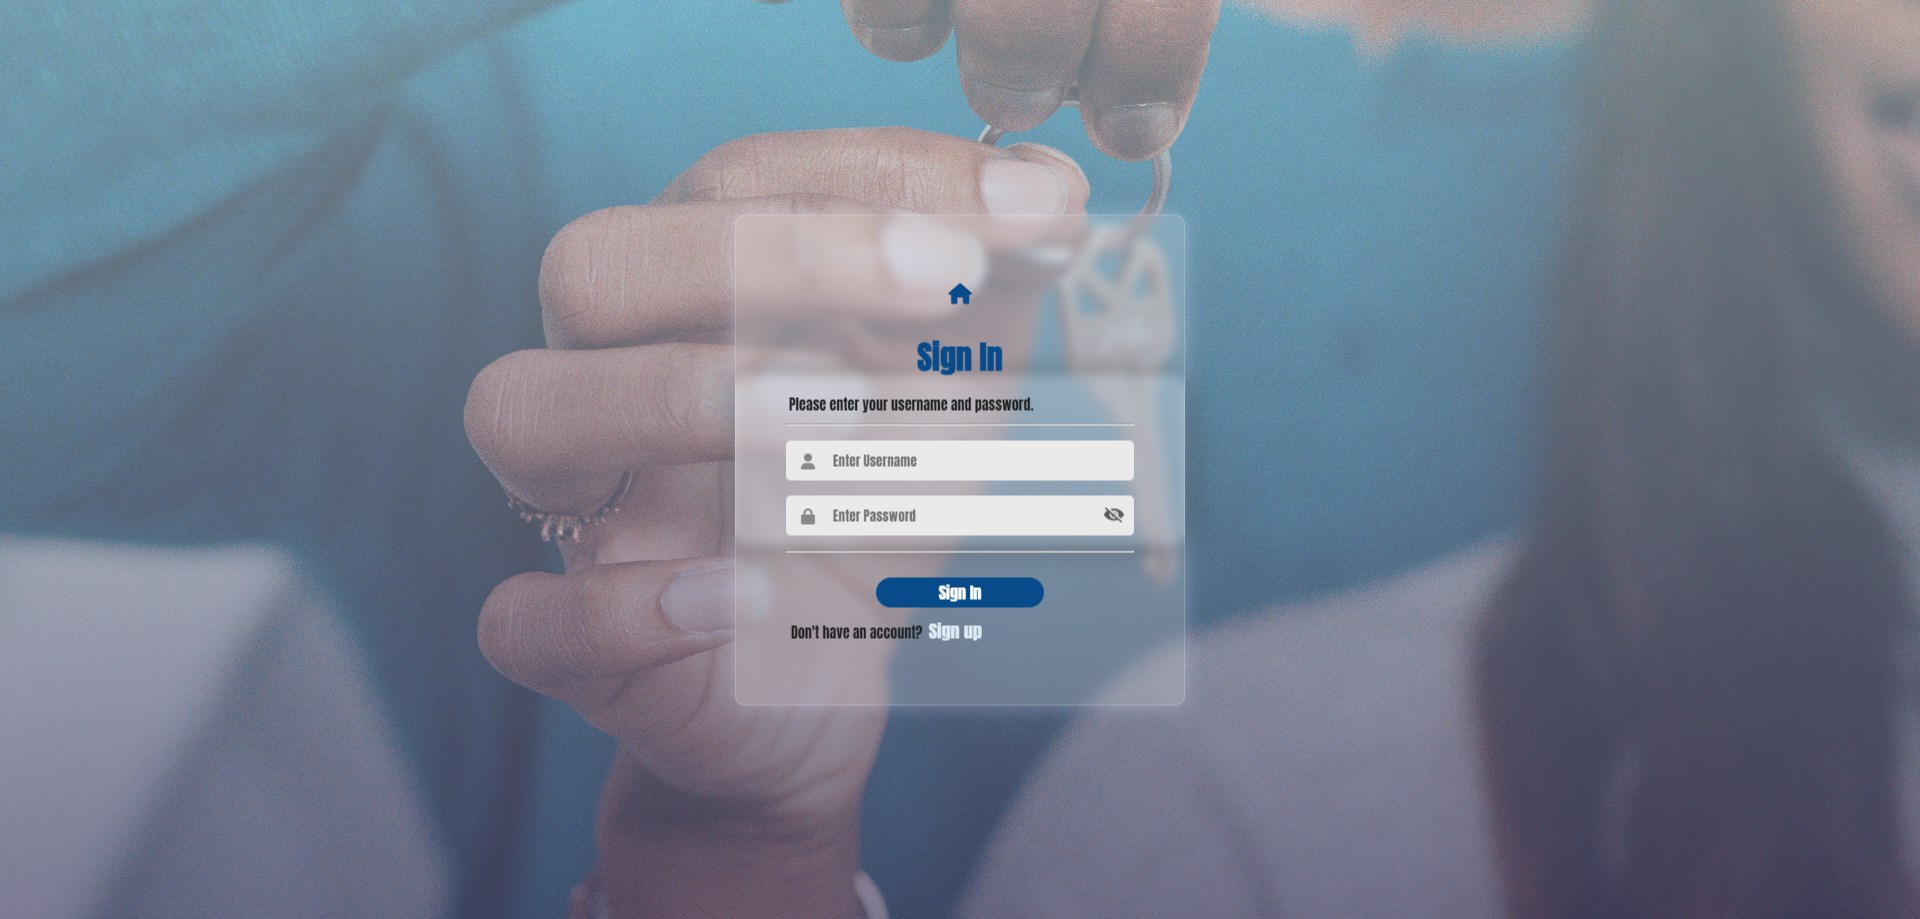 Sign In
Please enter your username and password.
Enter Username
Enter Password
Sign In
Don't have an account? Sign up